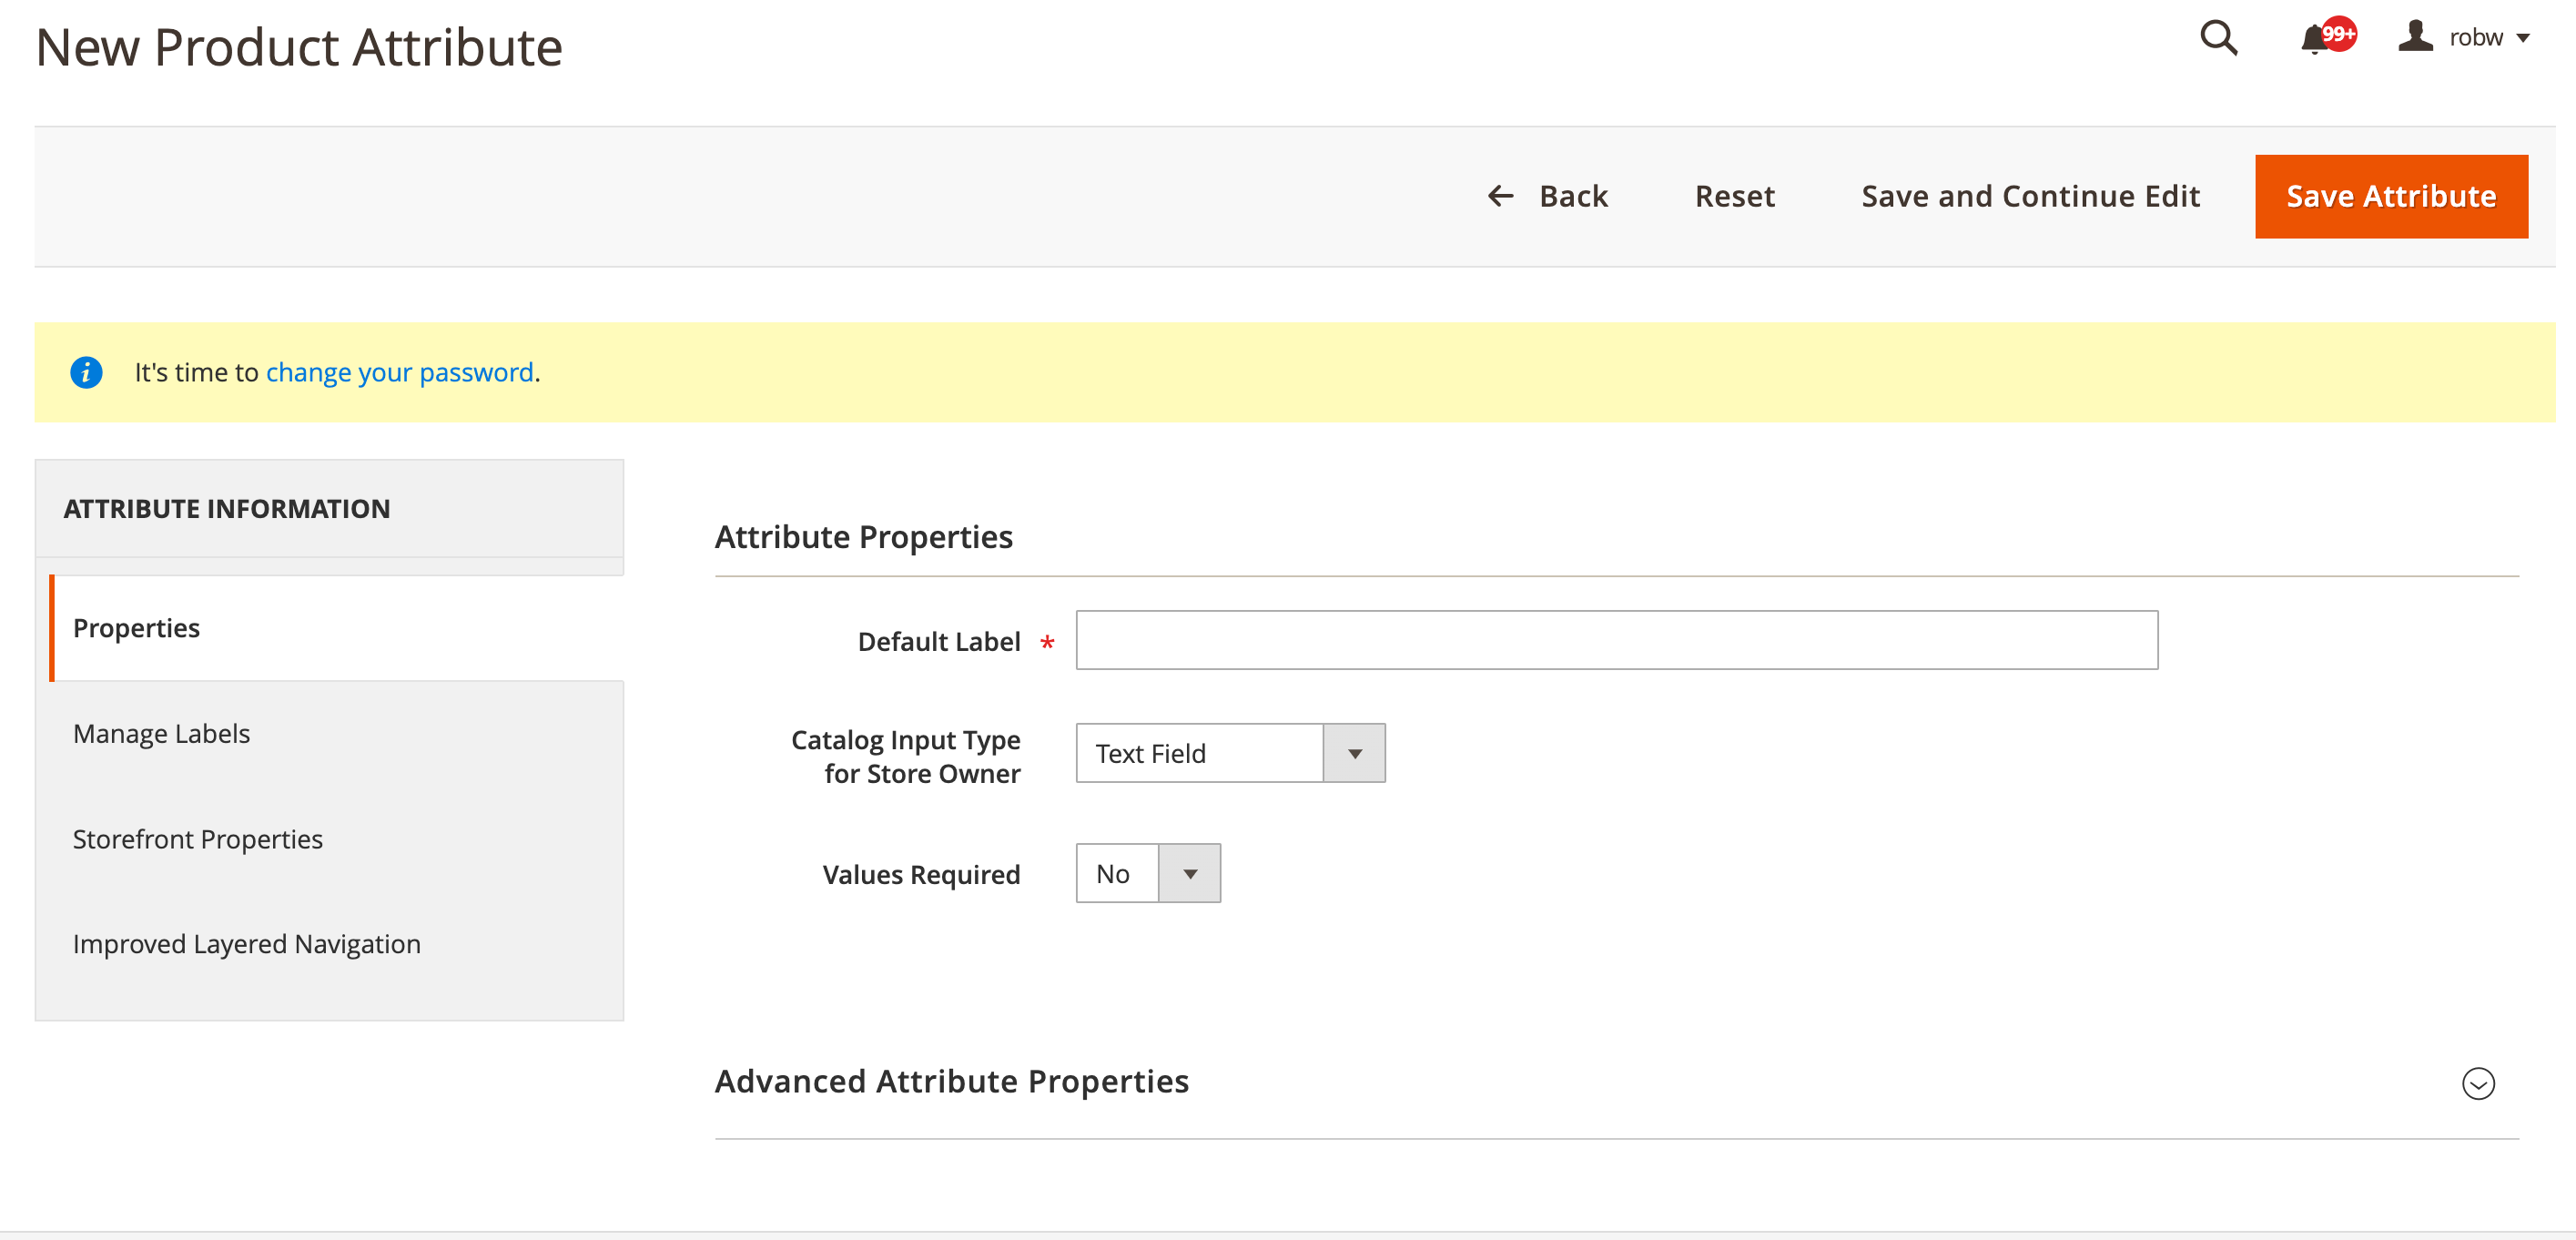 New Product Attribute
99+
robw
Back
Reset
Save and Continue Edit
Save Attribute
It's time to change your password.
ATTRIBUTE INFORMATION
Properties
Manage Labels
Storefront Properties
Improved Layered Navigation
Attribute Properties
Default Label *
Catalog Input Type
for Store Owner
Text Field
Values Required
No
Advanced Attribute Properties